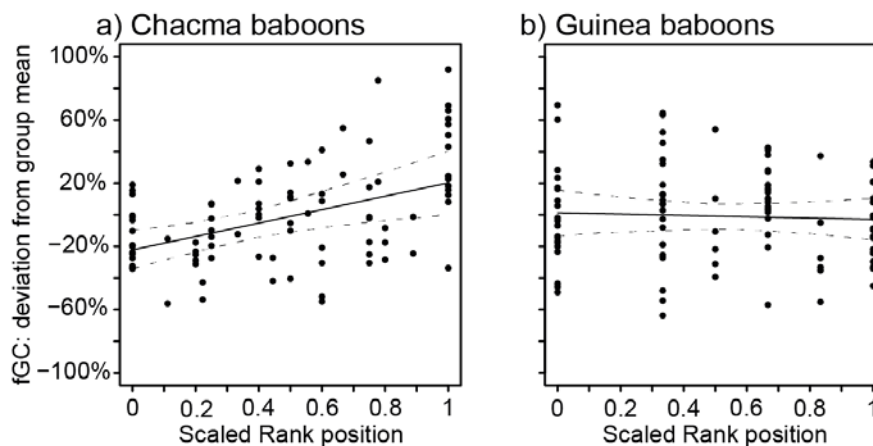 a) Chacma baboons
b) Guinea baboons
fGC: deviation from group mean
100%
60%
20%
−20%
−60%
−100%
0 0.2 0.4 0.6 0.8 1
0 0.2 0.4 0.6 0.8 1
Scaled Rank position
Scaled Rank position